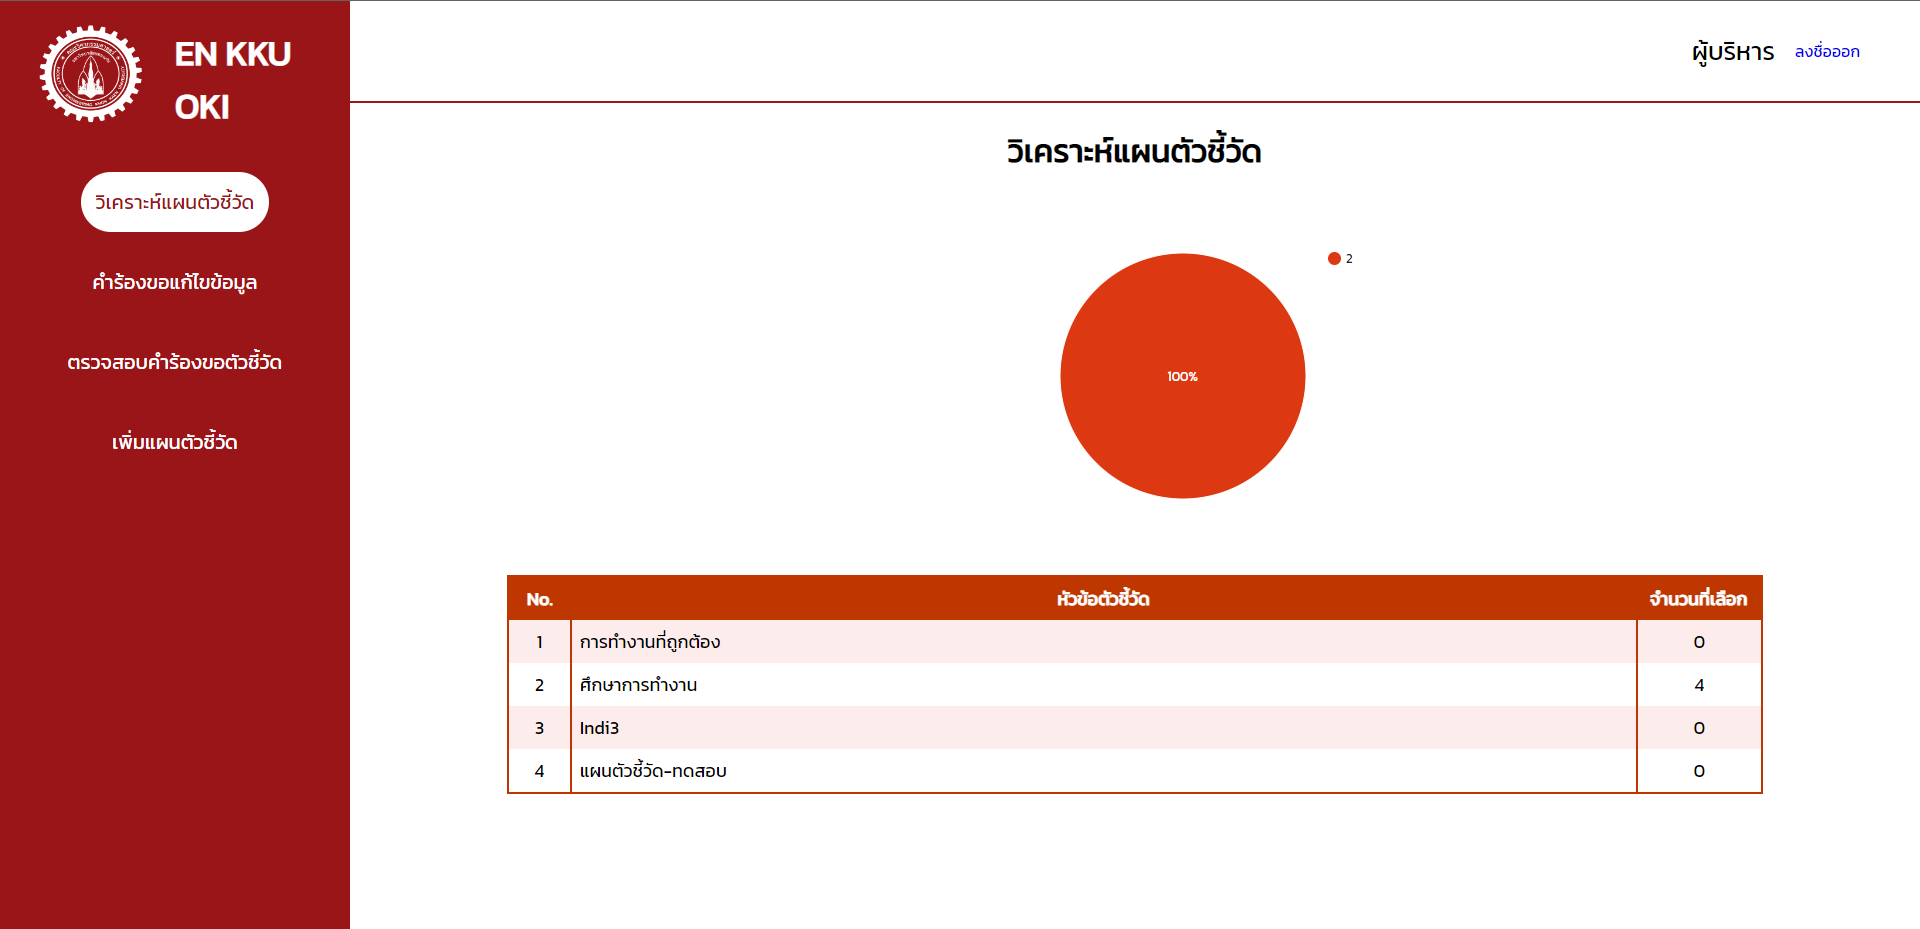 EN KKU
OKI
ผู้บริหาร ลงชื่อออก
วิเคราะห์แผนตัวชี้วัด
คำร้องขอแก้ไขข้อมูล
ตรวจสอบคำร้องขอตัวชี้วัด
เพิ่มแผนตัวชี้วัด
วิเคราะห์แผนตัวชี้วัด
2
100%
No. หัวข้อตัวชี้วัด จำนวนที่เลือก
1 การทำงานที่ถูกต้อง 0
2 ศึกษาการทำงาน 4
3 Indi3 0
4 แผนตัวชี้วัด-ทดสอบ 0